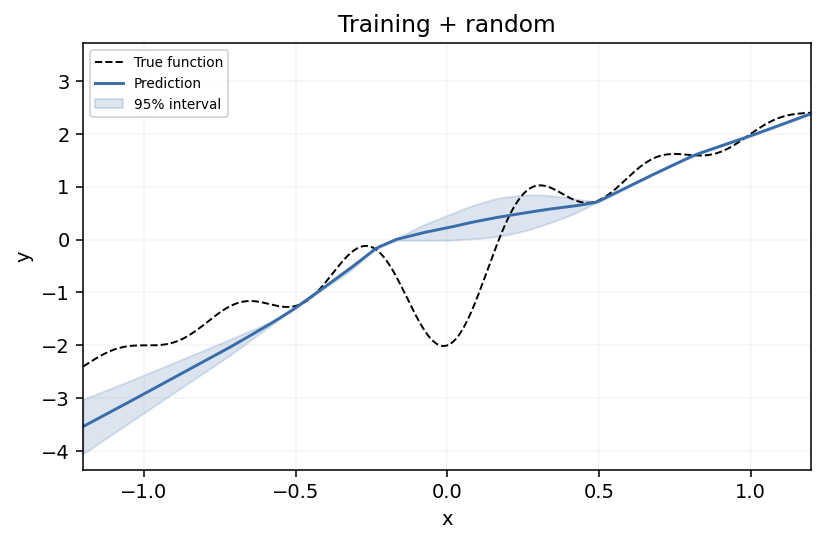 Training + random
True function
Prediction
95% interval
3
2
1
0
−1
−2
−3
−4
y
−1.0 −0.5 0.0 0.5 1.0
x